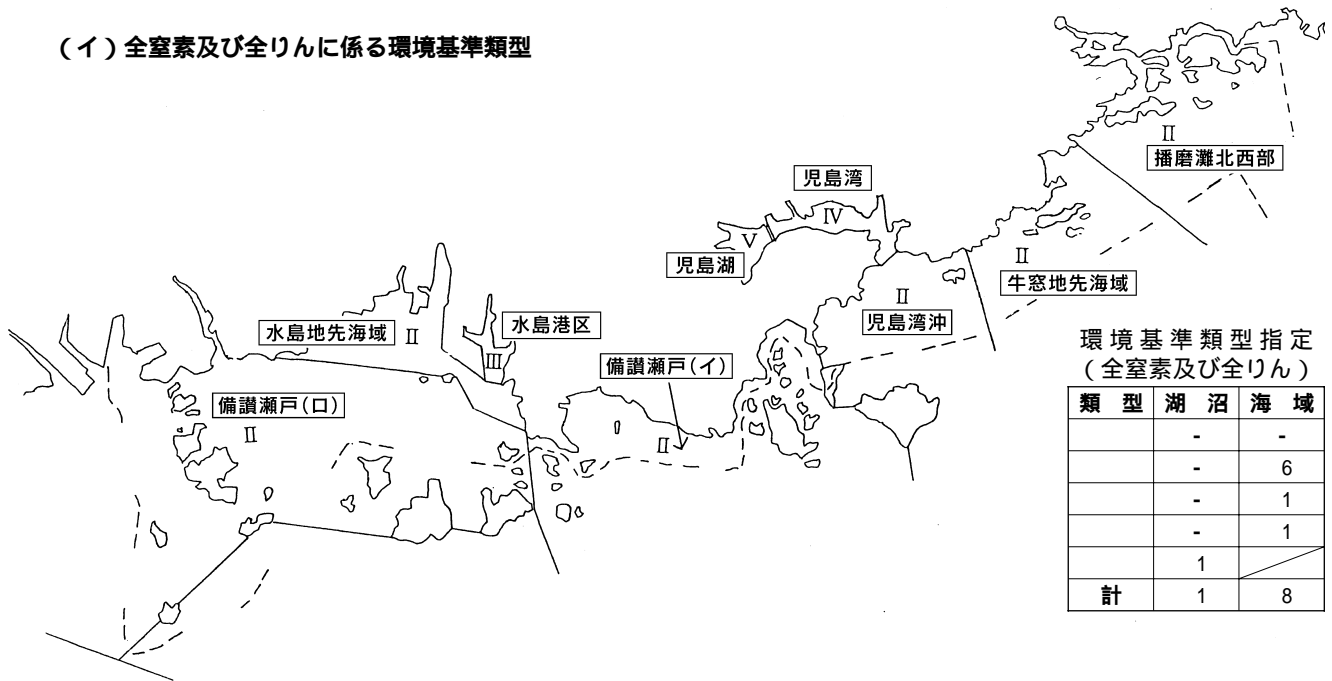 （イ）全窒素及び全りんに係る環境基準類型
Ⅱ
播磨灘北西部
児島湾
Ⅳ
Ⅴ
児島湖
Ⅱ
牛窓地先海域
Ⅱ
児島湾沖
水島地先海域
Ⅱ
水島港区
Ⅲ
備讃瀬戸(イ)
Ⅱ
備讃瀬戸(ロ)
Ⅱ
環境基準類型指定
（全窒素及び全りん）
類 型 湖 沼 海 域
- -
- 6
- 1
- 1
1
計 1 8